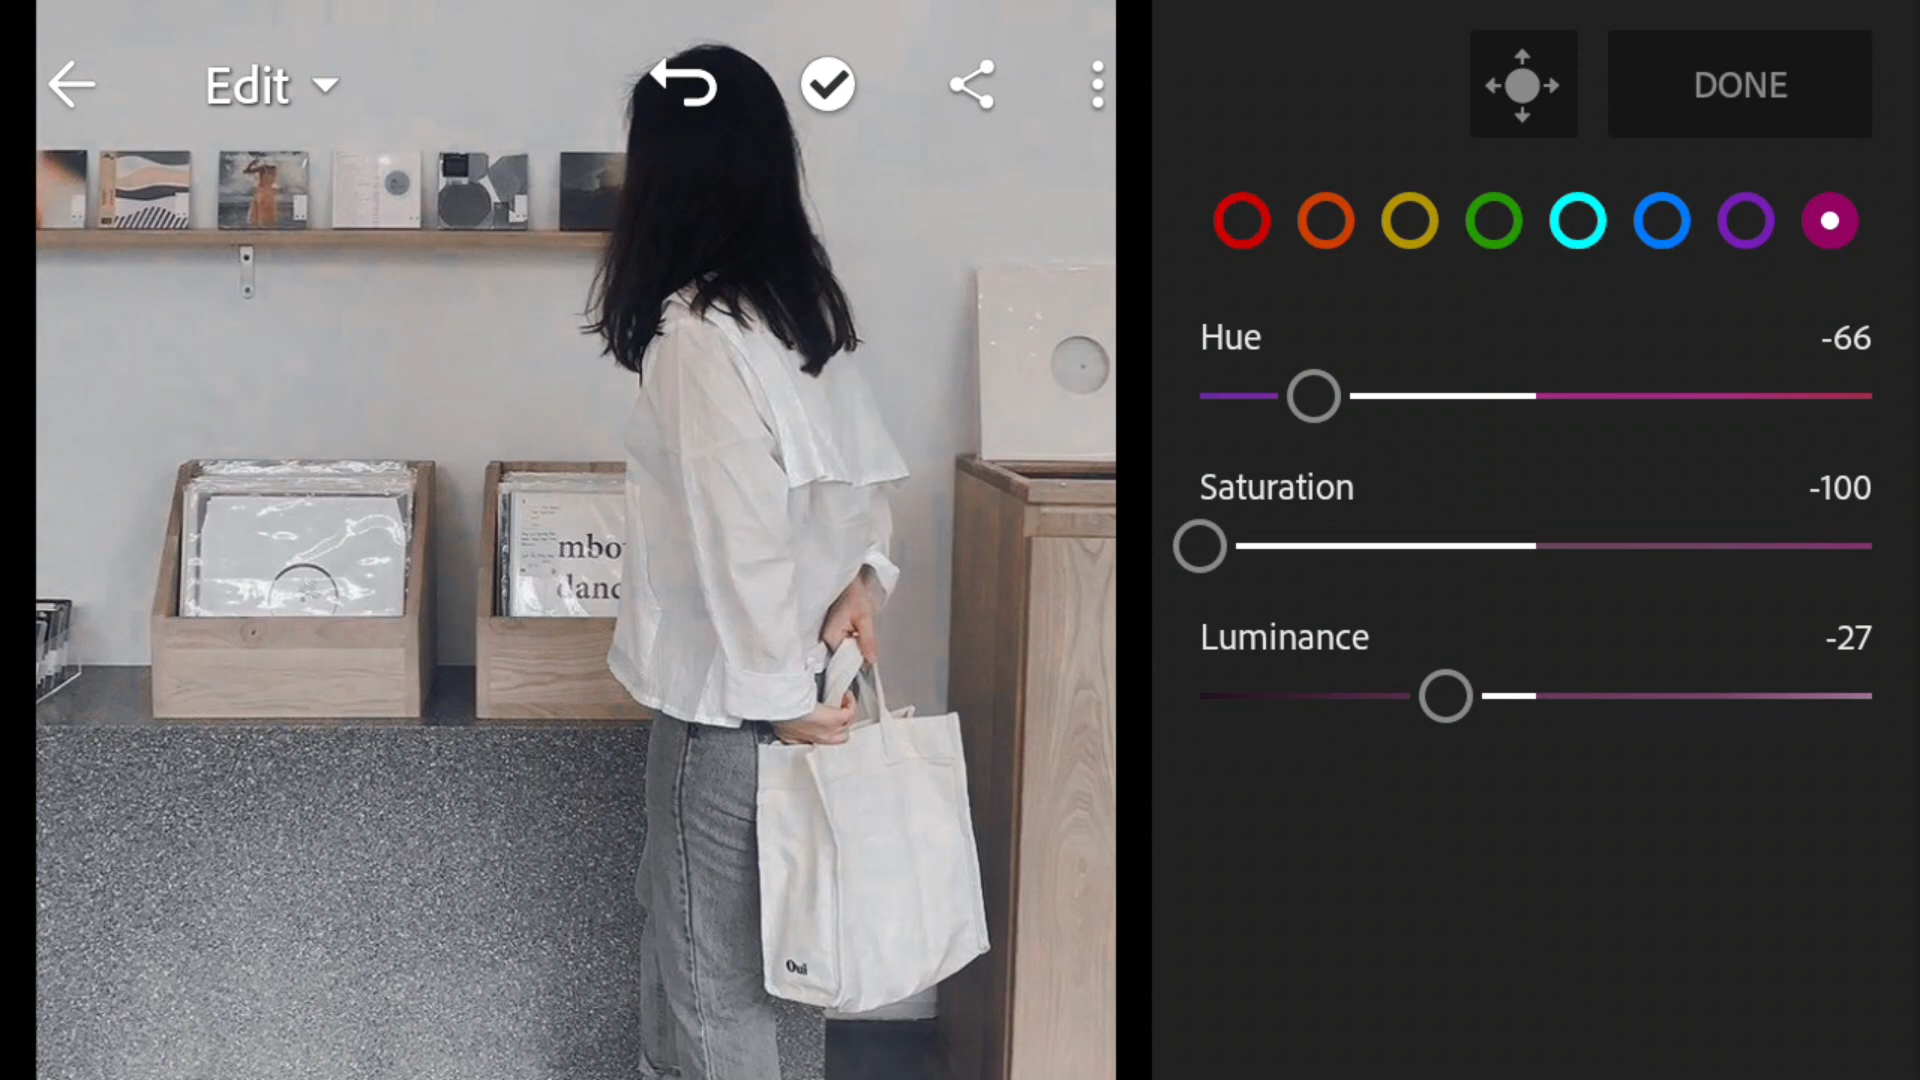 Edit
DONE
Hue
-66
Saturation
-100
Luminance
-27
mbo
danc
Oui